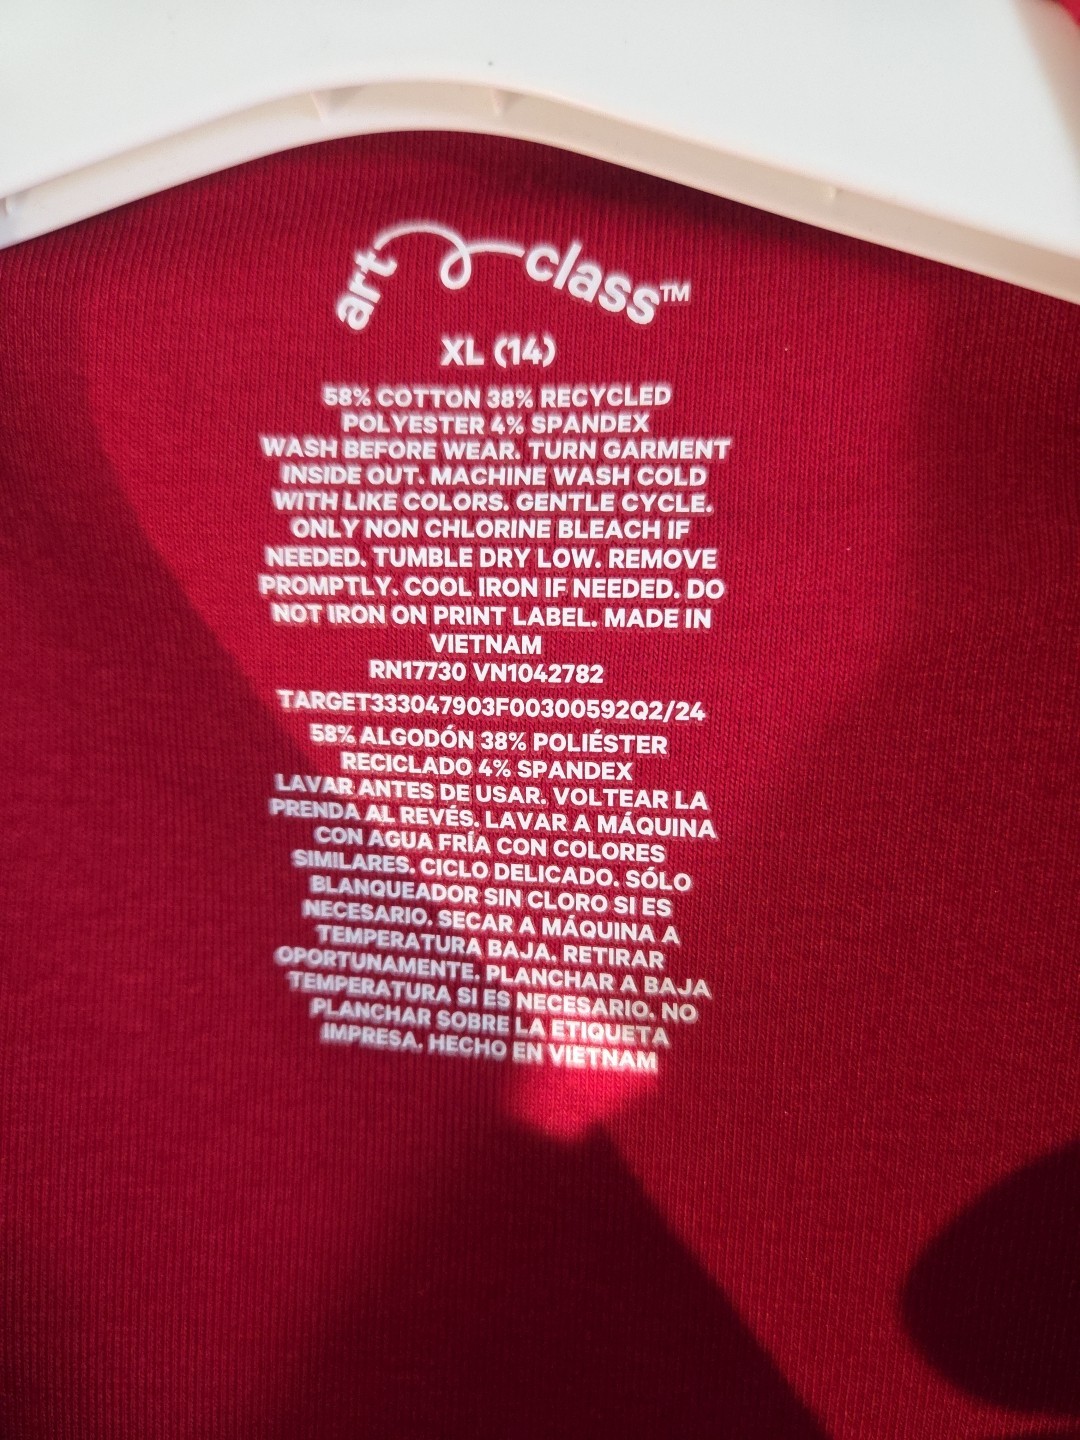 art class™
XL (14)
58% COTTON 38% RECYCLED
POLYESTER 4% SPANDEX
WASH BEFORE WEAR. TURN GARMENT
INSIDE OUT. MACHINE WASH COLD
WITH LIKE COLORS. GENTLE CYCLE.
ONLY NON CHLORINE BLEACH IF
NEEDED. TUMBLE DRY LOW. REMOVE
PROMPTLY. COOL IRON IF NEEDED. DO
NOT IRON ON PRINT LABEL. MADE IN
VIETNAM
RN17730 VN1042782
TARGET333047903F00300592Q2/24
58% ALGODÓN 38% POLIÉSTER
RECICLADO 4% SPANDEX
LAVAR ANTES DE USAR. VOLTEAR LA
PRENDA AL REVÉS. LAVAR A MÁQUINA
CON AGUA FRÍA CON COLORES
SIMILARES. CICLO DELICADO. SÓLO
BLANQUEADOR SIN CLORO SI ES
NECESARIO. SECAR A MÁQUINA A
TEMPERATURA BAJA. RETIRAR
OPORTUNAMENTE. PLANCHAR A BAJA
TEMPERATURA SI ES NECESARIO. NO
PLANCHAR SOBRE LA ETIQUETA
IMPRESA. HECHO EN VIETNAM